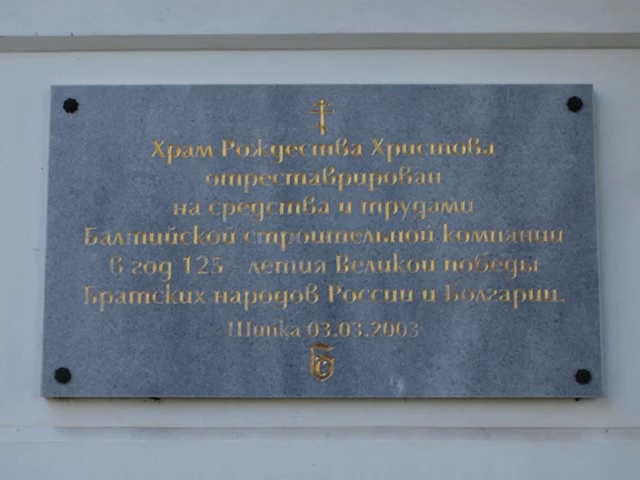 Храм Рождества Христова
отреставрирован
на средства и трудами
Балтийской строительной компании
в год 125 - летия Великой победы
Братских народов России и Болгарии.
Шипка 03.03.2003
БС